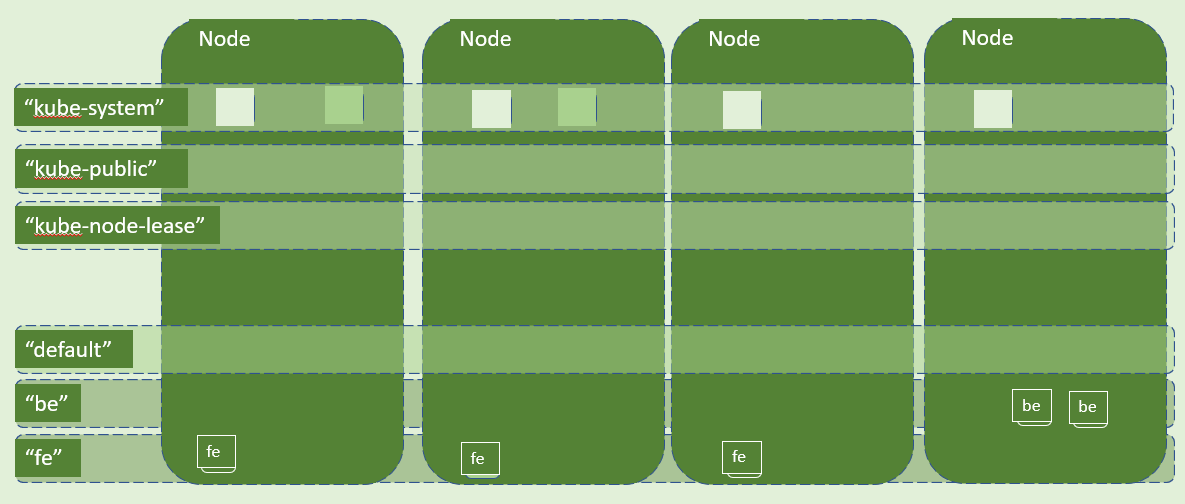 Node
Node
Node
Node
“kube-system”
“kube-public”
“kube-node-lease”
“default”
“be”
be
be
“fe”
fe
fe
fe